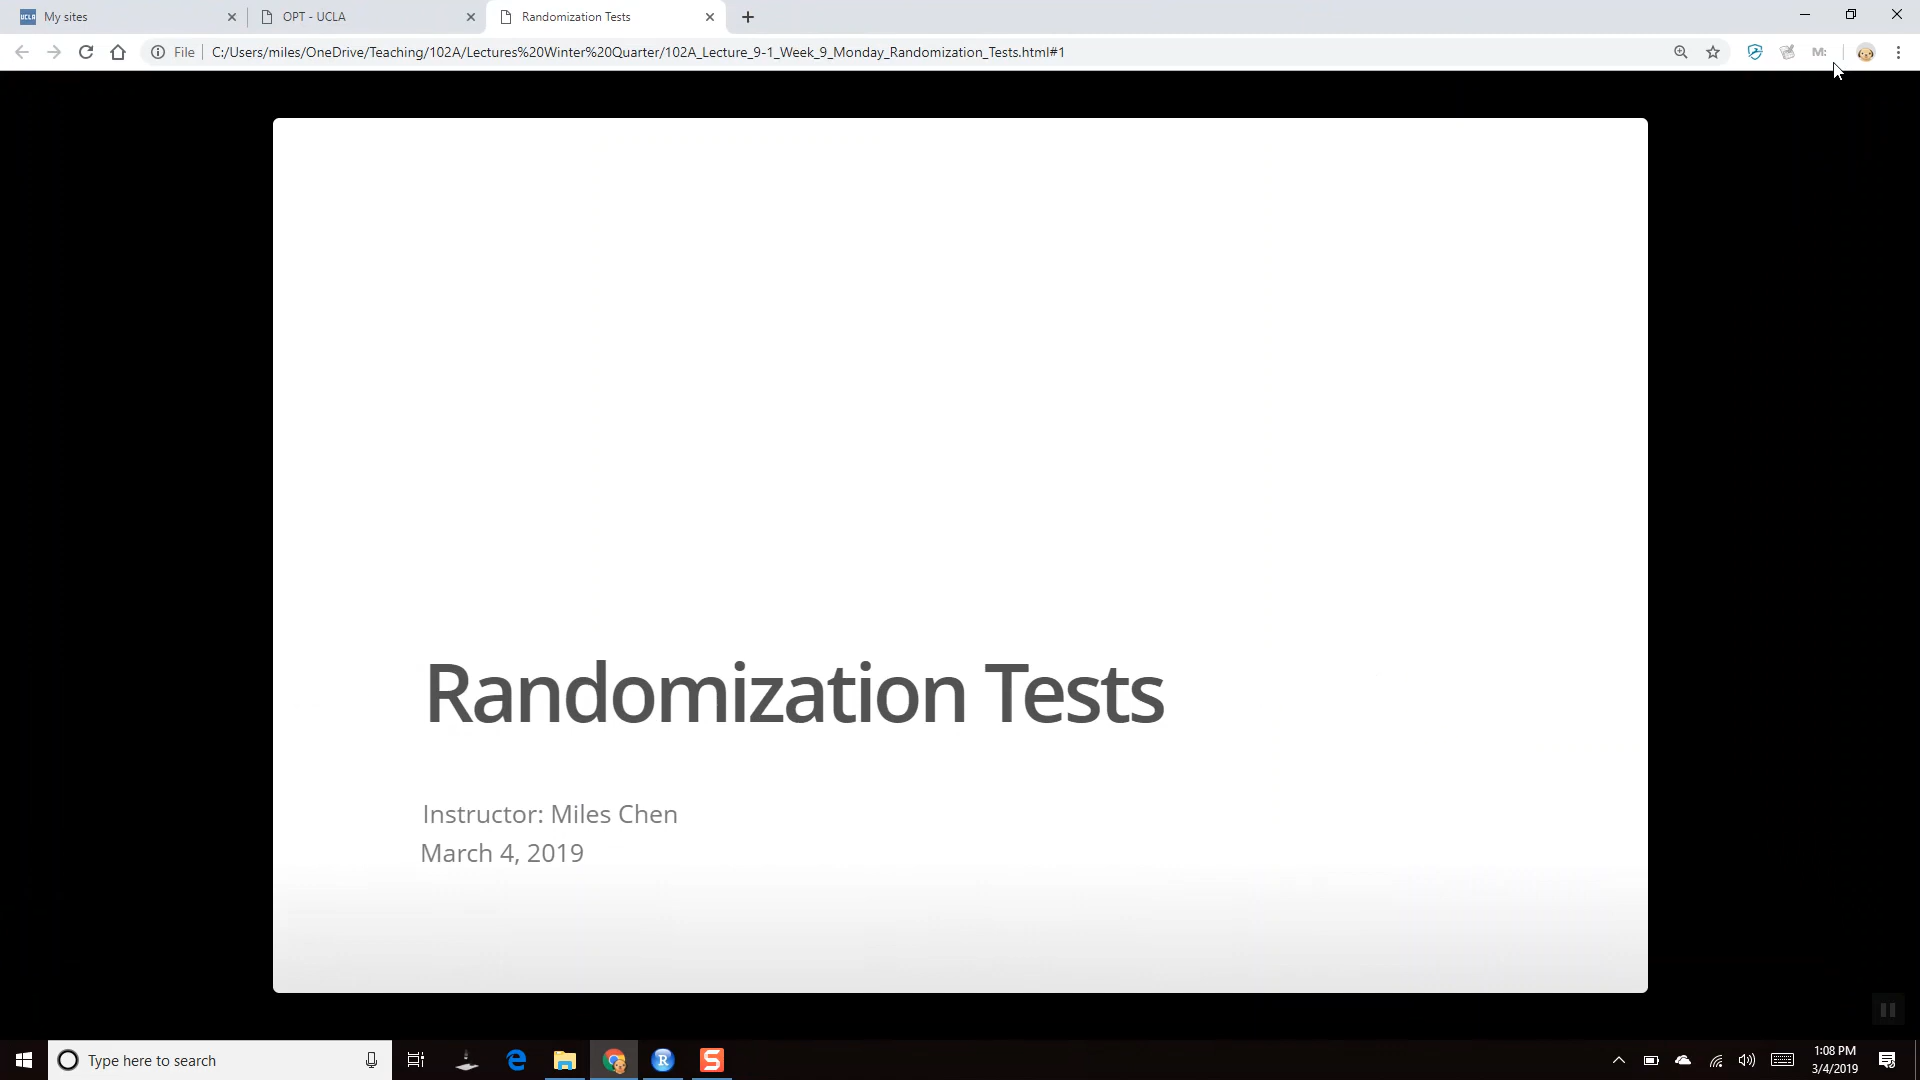 UCLA My sites
OPT - UCLA
Randomization Tests
File
C:/Users/miles/OneDrive/Teaching/102A/Lectures%20Winter%20Quarter/102A_Lecture_9-1_Week_9_Monday_Randomization_Tests.html#1
M:
Randomization Tests
Instructor: Miles Chen
March 4, 2019
Type here to search
R
S
1:08 PM
3/4/2019